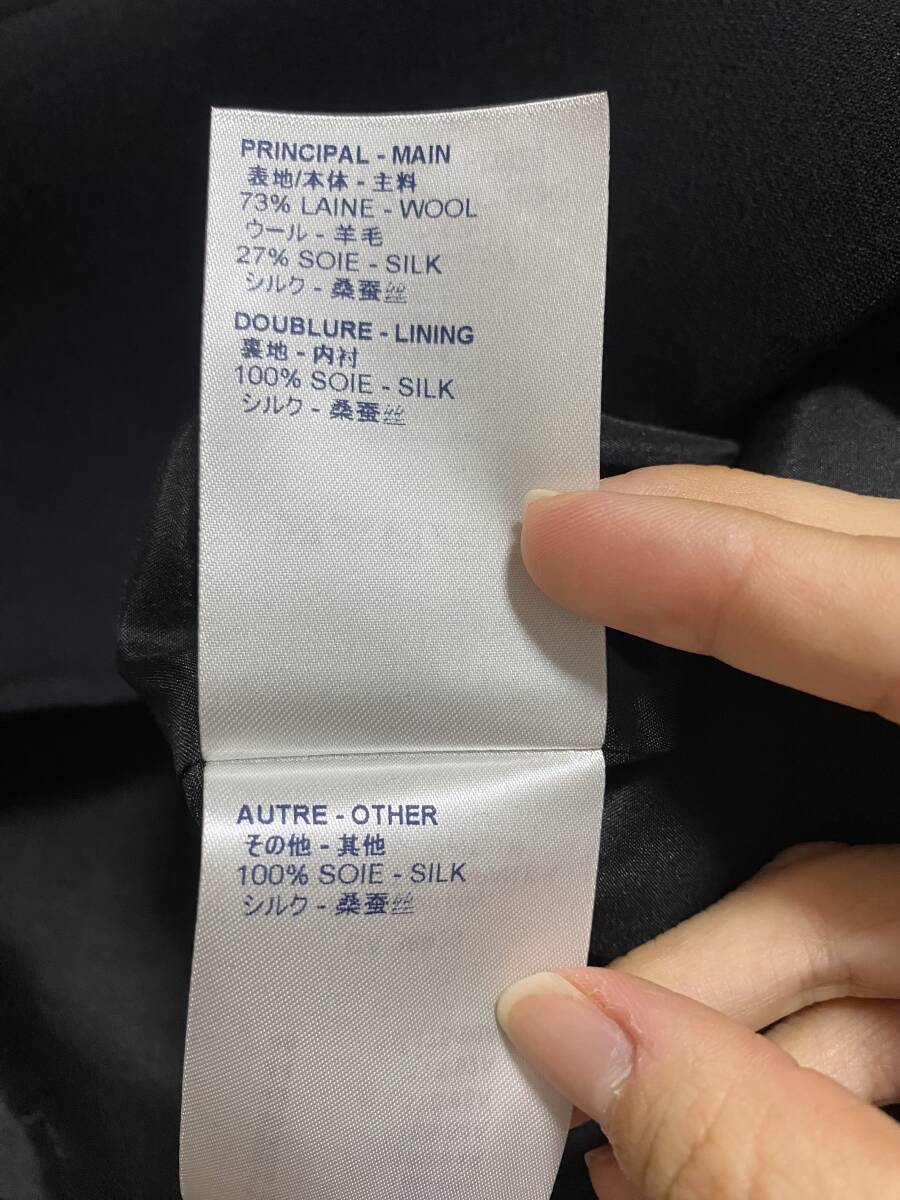 PRINCIPAL - MAIN
表地/本体 - 主料
73% LAINE - WOOL
ウール - 羊毛
27% SOIE - SILK
シルク - 桑蚕丝
DOUBLURE - LINING
裏地 - 内衬
100% SOIE - SILK
シルク - 桑蚕丝
AUTRE - OTHER
その他 - 其他
100% SOIE - SILK
シルク - 桑蚕丝